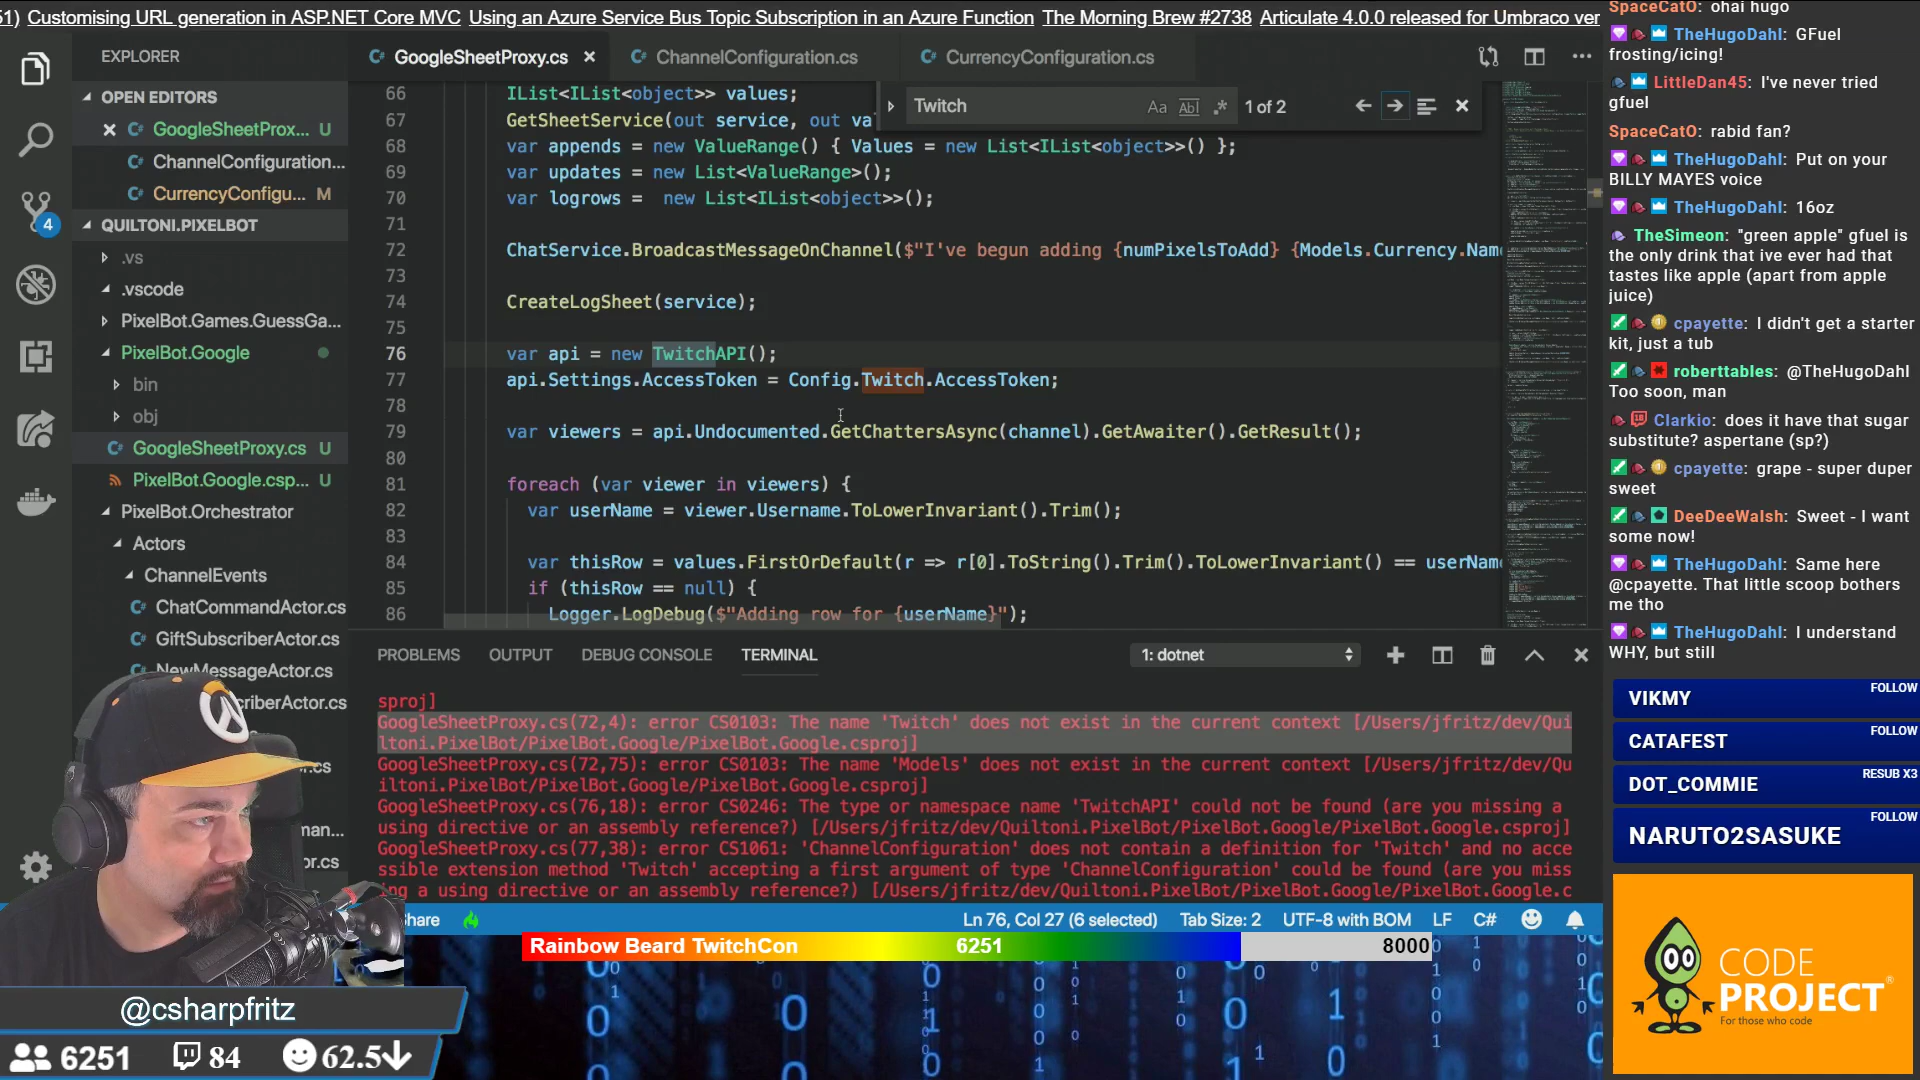 51) Customising URL generation in ASP.NET Core MVC Using an Azure Service Bus Topic Subscription in an Azure Function The Morning Brew #2738 Articulate 4.0.0 released for Umbraco ver
EXPLORER
OPEN EDITORS
GoogleSheetProx... U
ChannelConfiguration...
CurrencyConfigu... M
QUILTONI.PIXELBOT
.vs
.vscode
PixelBot.Games.GuessGa...
PixelBot.Google
bin
obj
GoogleSheetProxy.cs U
PixelBot.Google.csp... U
PixelBot.Orchestrator
Actors
ChannelEvents
ChatCommandActor.cs
GiftSubscriberActor.cs
NewMessageActor.cs
scriberActor.cs
.cs
man...
or.cs
4
GoogleSheetProxy.cs
ChannelConfiguration.cs
CurrencyConfiguration.cs
Twitch
Aa
Abl
1 of 2
66 IList<IList<object>> values;
67 GetSheetService(out service, out va
68 var appends = new ValueRange() { Values = new List<IList<object>>() };
69 var updates = new List<ValueRange>();
70 var logrows =  new List<IList<object>>();
71
72 ChatService.BroadcastMessageOnChannel($"I've begun adding {numPixelsToAdd} {Models.Currency.Nam
73
74 CreateLogSheet(service);
75
76 var api = new TwitchAPI();
77 api.Settings.AccessToken = Config.Twitch.AccessToken;
78
79 var viewers = api.Undocumented.GetChattersAsync(channel).GetAwaiter().GetResult();
80
81 foreach (var viewer in viewers) {
82 var userName = viewer.Username.ToLowerInvariant().Trim();
83
84 var thisRow = values.FirstOrDefault(r => r[0].ToString().Trim().ToLowerInvariant() == userNam
85 if (thisRow == null) {
86 Logger.LogDebug($"Adding row for {userName}");
PROBLEMS OUTPUT DEBUG CONSOLE TERMINAL
1: dotnet
sproj]
GoogleSheetProxy.cs(72,4): error CS0103: The name 'Twitch' does not exist in the current context [/Users/jfritz/dev/Qui
ltoni.PixelBot/PixelBot.Google/PixelBot.Google.csproj]
GoogleSheetProxy.cs(72,75): error CS0103: The name 'Models' does not exist in the current context [/Users/jfritz/dev/Qu
iltoni.PixelBot/PixelBot.Google/PixelBot.Google.csproj]
GoogleSheetProxy.cs(76,18): error CS0246: The type or namespace name 'TwitchAPI' could not be found (are you missing a
using directive or an assembly reference?) [/Users/jfritz/dev/Quiltoni.PixelBot/PixelBot.Google/PixelBot.Google.csproj]
GoogleSheetProxy.cs(77,38): error CS1061: 'ChannelConfiguration' does not contain a definition for 'Twitch' and no acce
ssible extension method 'Twitch' accepting a first argument of type 'ChannelConfiguration' could be found (are you miss
ing a using directive or an assembly reference?) [/Users/jfritz/dev/Quiltoni.PixelBot/PixelBot.Google/PixelBot.Google.c
hare
Ln 76, Col 27 (6 selected) Tab Size: 2 UTF-8 with BOM LF C#
Rainbow Beard TwitchCon 6251 8000
@csharpfritz
6251 84 62.5
SpaceCatO: ohai hugo
TheHugoDahl: GFuel
frosting/icing!
LittleDan45: I've never tried
gfuel
SpaceCatO: rabid fan?
TheHugoDahl: Put on your
BILLY MAYES voice
TheHugoDahl: 16oz
TheSimeon: "green apple" gfuel is
the only drink that ive ever had that
tastes like apple (apart from apple
juice)
cpayette: I didn't get a starter
kit, just a tub
roberttables: @TheHugoDahl
Too soon, man
Clarkio: does it have that sugar
substitute? aspertane (sp?)
cpayette: grape - super duper
sweet
DeeDeeWalsh: Sweet - I want
some now!
TheHugoDahl: Same here
@cpayette. That little scoop bothers
me tho
TheHugoDahl: I understand
WHY, but still
VIKMY FOLLOW
CATAFEST FOLLOW
DOT_COMMIE RESUB X3
NARUTO2SASUKE FOLLOW
CODE
PROJECT®
For those who code